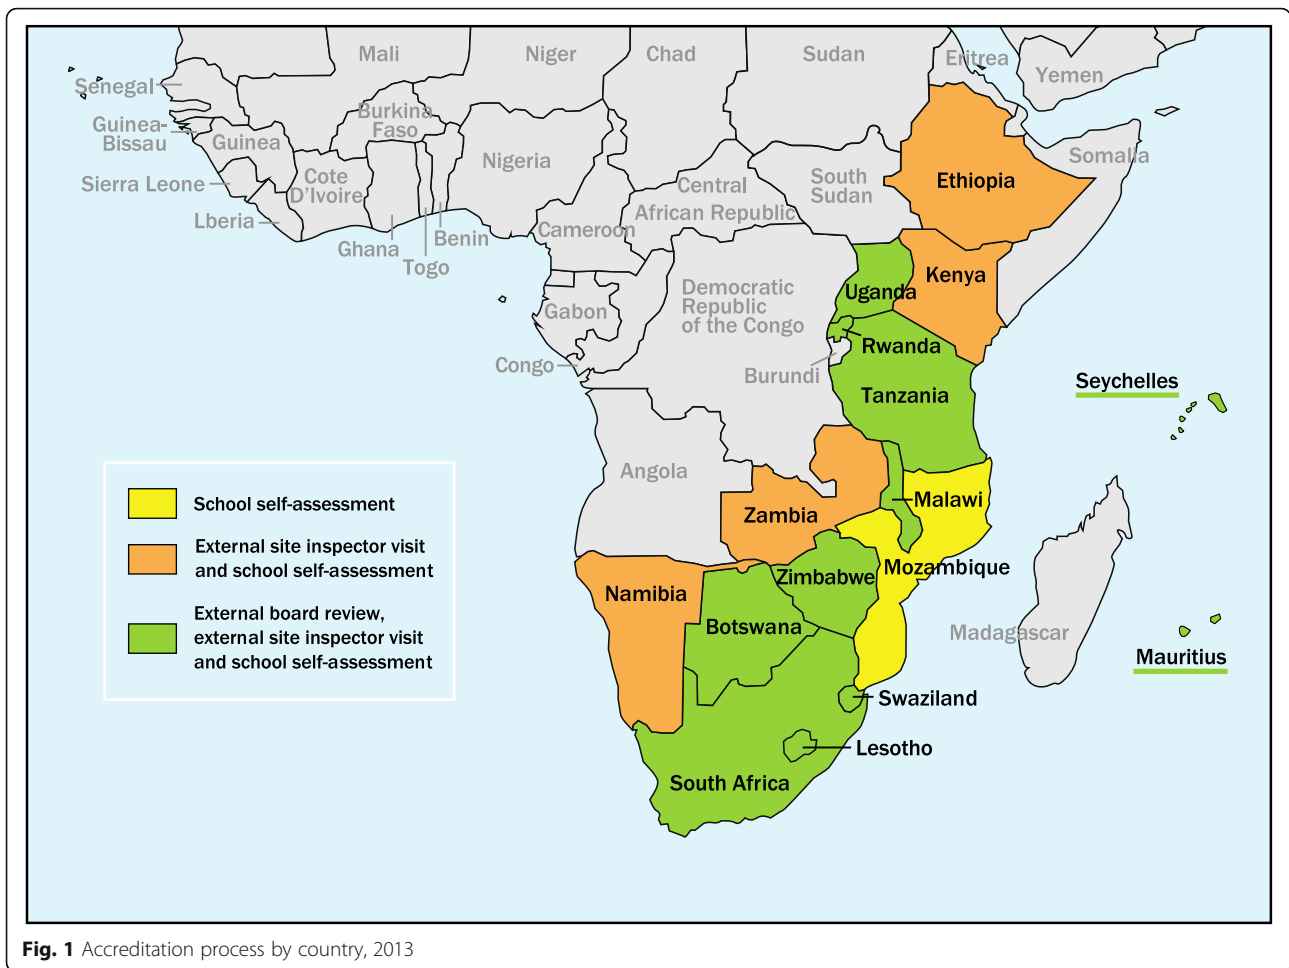 Mali
Niger
Chad
Sudan
Eritrea
Yemen
Senegal
Burkina
Faso
Guinea-
Bissau
Guinea
Nigeria
Somalia
Cote
D'Ivoire
Sierra Leone
Central
African Republic
South
Sudan
Ethiopia
Lberia
Ghana
Togo
Benin
Cameroon
Democratic
Republic
of the Congo
Uganda
Kenya
Gabon
Congo
Rwanda
Burundi
Tanzania
Seychelles
Angola
Malawi
Zambia
Mozambique
Zimbabwe
Namibia
Botswana
Madagascar
Mauritius
Swaziland
Lesotho
South Africa
School self-assessment
External site inspector visit
and school self-assessment
External board review,
external site inspector visit
and school self-assessment
Fig. 1 Accreditation process by country, 2013